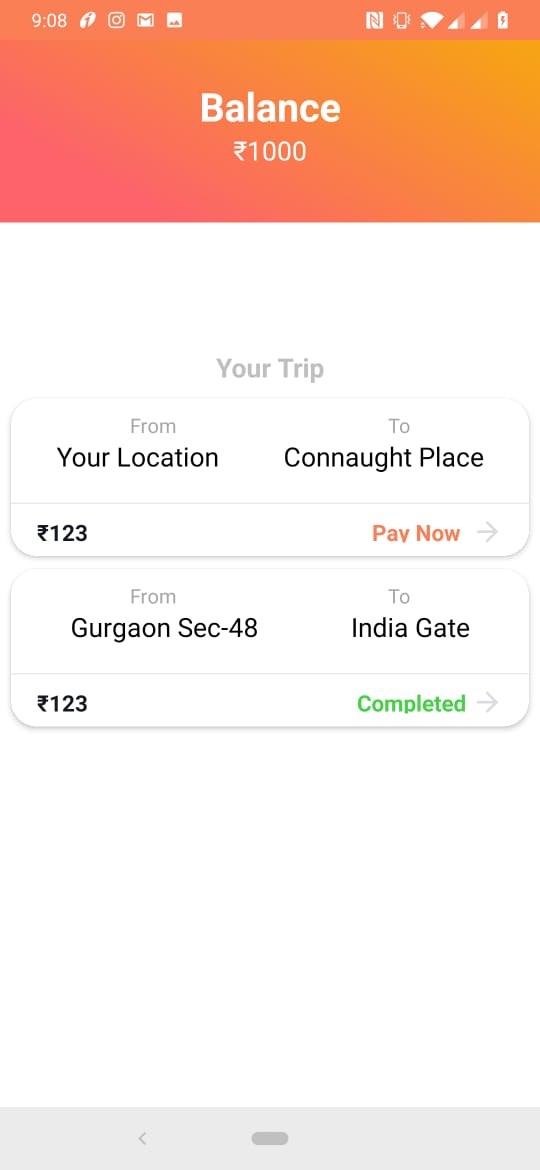 9:08
Balance
₹1000
Your Trip
From To
Your Location Connaught Place
₹123 Pay Now
From To
Gurgaon Sec-48 India Gate
₹123 Completed